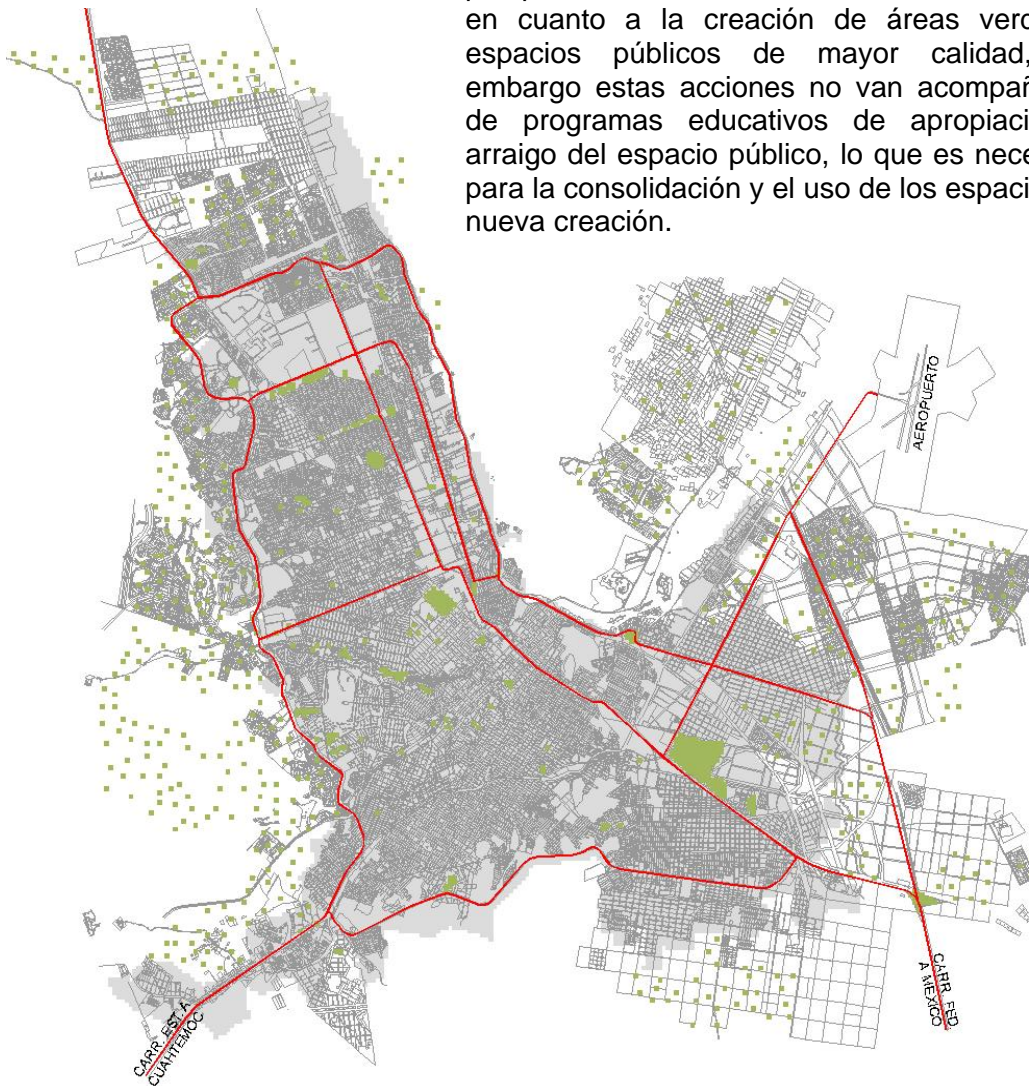 en cuanto a la creación de áreas verd
espacios públicos de mayor calidad,
embargo estas acciones no van acompañ
de programas educativos de apropiaci
arraigo del espacio público, lo que es nece
para la consolidación y el uso de los espaci
nueva creación.
AEROPUERTO
CARR. FED
A MEXICO
CARR. EST A
CUAHTEMOC